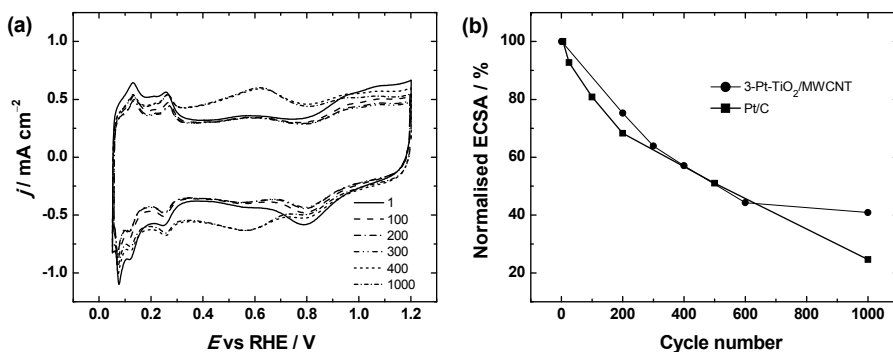 (a)
1.0
0.5
0.0
-0.5
-1.0
j / mA cm⁻²
1
100
200
300
400
1000
0.0 0.2 0.4 0.6 0.8 1.0 1.2
E vs RHE / V
(b)
100
80
60
40
20
Normalised ECSA / %
3-Pt-TiO₂/MWCNT
Pt/C
0 200 400 600 800 1000
Cycle number